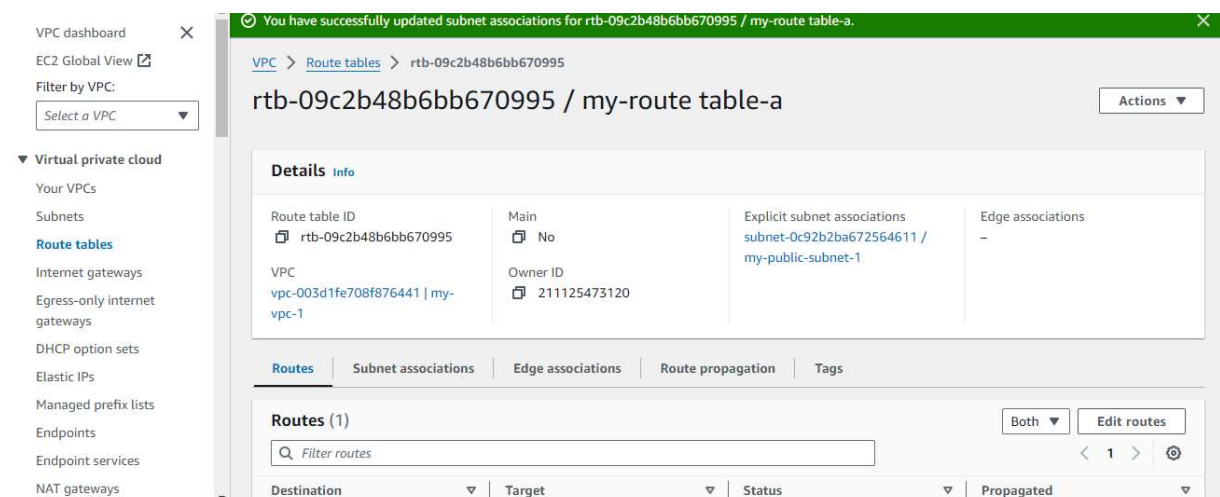 You have successfully updated subnet associations for rtb-09c2b48b6bb670995 / my-route table-a.
VPC dashboard
EC2 Global View
Filter by VPC:
Select a VPC
Virtual private cloud
Your VPCs
Subnets
Route tables
Internet gateways
Egress-only internet
gateways
DHCP option sets
Elastic IPs
Managed prefix lists
Endpoints
Endpoint services
NAT gateways
VPC > Route tables > rtb-09c2b48b6bb670995
rtb-09c2b48b6bb670995 / my-route table-a
Actions
Details Info
Route table ID
rtb-09c2b48b6bb670995
Main
No
Explicit subnet associations
subnet-0c92b2ba672564611 /
my-public-subnet-1
Edge associations
–
VPC
vpc-003d1fe708f876441 | my-
vpc-1
Owner ID
211125473120
Routes Subnet associations Edge associations Route propagation Tags
Routes (1)
Both Edit routes
Filter routes
< 1 >
Destination Target Status Propagated